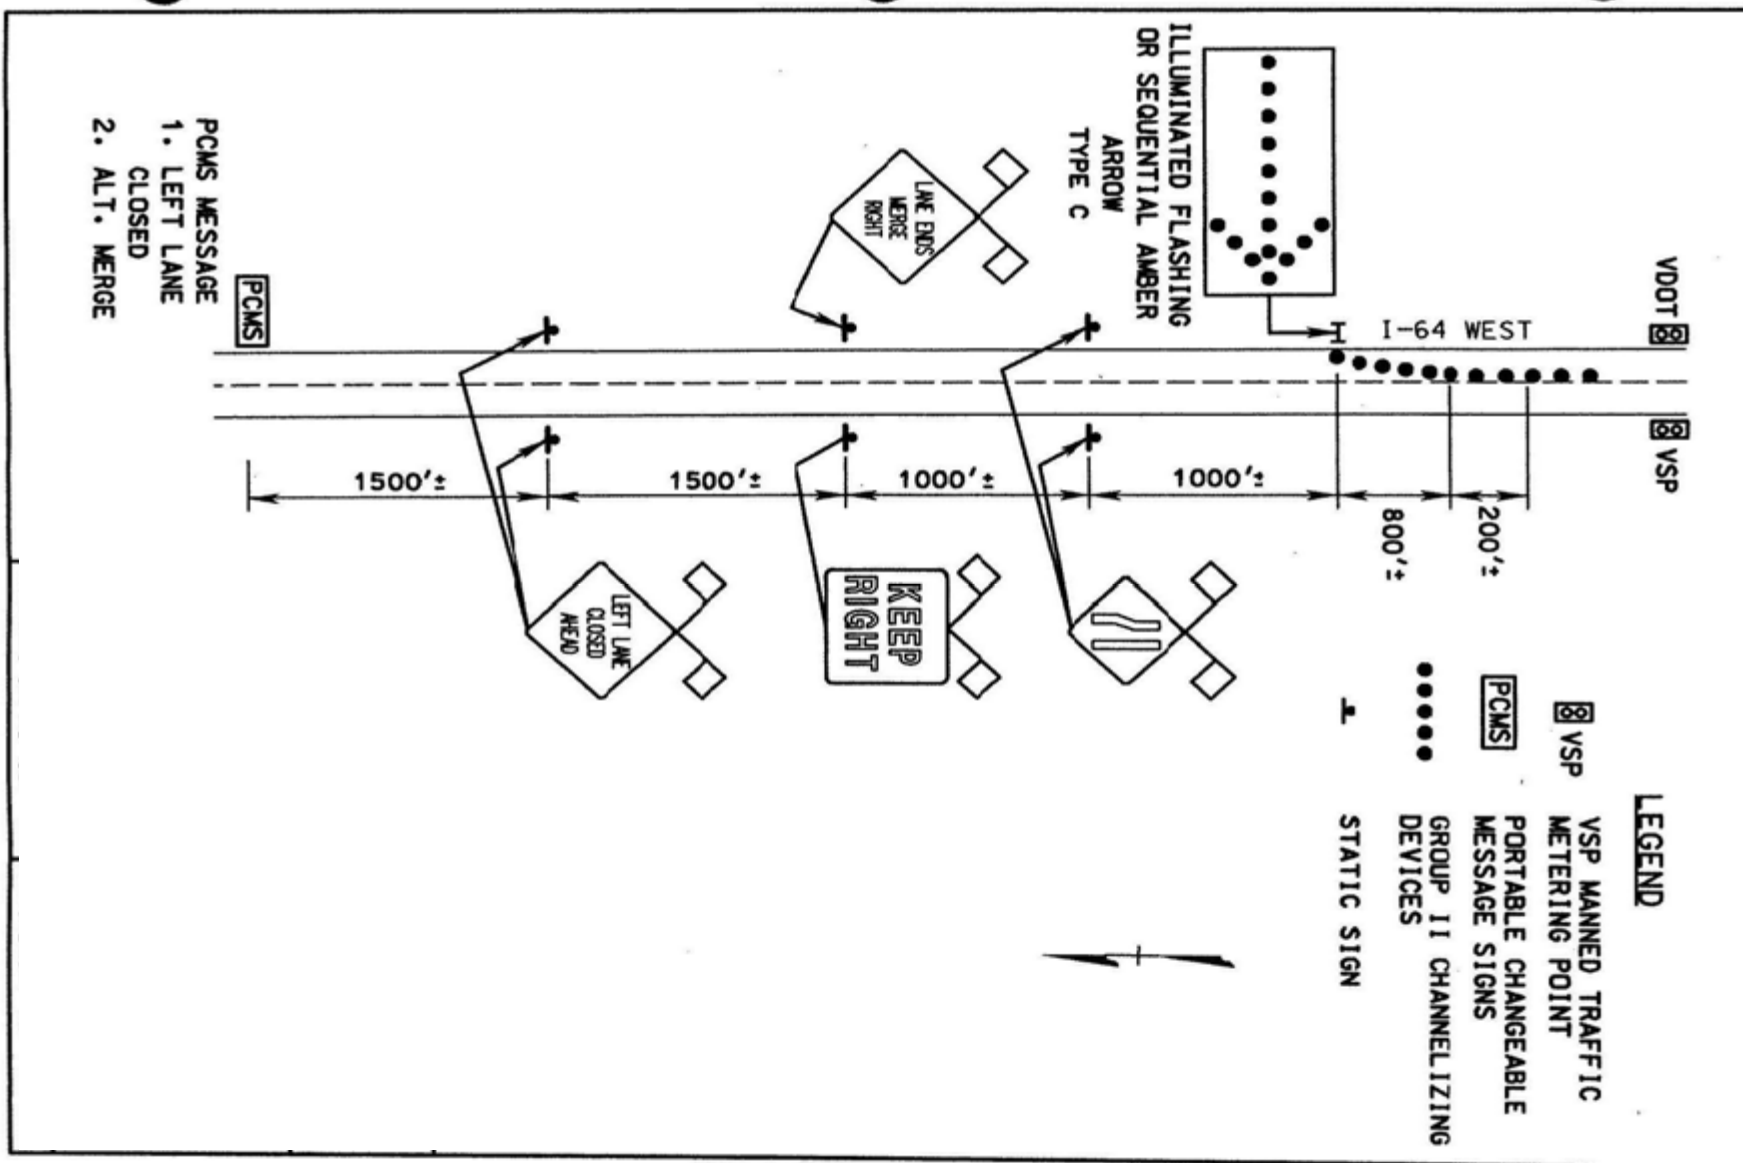 ILLUMINATED FLASHING
OR SEQUENTIAL AMBER
ARROW
TYPE C
VDOT
I-64 WEST
VSP
LANE ENDS
MERGE
RIGHT
PCMS MESSAGE
1. LEFT LANE
CLOSED
2. ALT. MERGE
PCMS
1500'±
1500'±
1000'±
1000'±
800'±
200'±
LEFT LANE
CLOSED
AHEAD
KEEP
RIGHT
LEGEND
VSP
VSP MANNED TRAFFIC
METERING POINT
PCMS
PORTABLE CHANGEABLE
MESSAGE SIGNS
GROUP II CHANNELIZING
DEVICES
STATIC SIGN